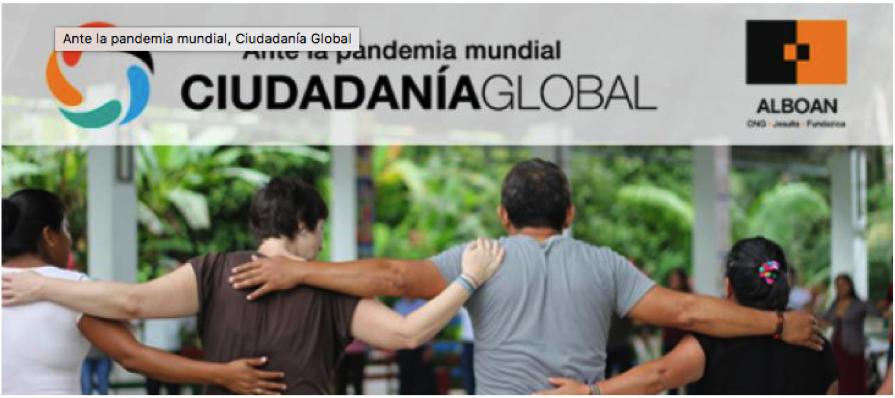 Ante la pandemia mundial, Ciudadanía Global
Ante la pandemia mundial
CIUDADANÍAGLOBAL
ALBOAN
ONG · Jesuita · Fundazioa